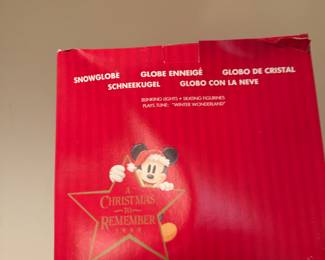 SNOWGLOBE GLOBE ENNEIGÉ GLOBO DE CRISTAL
SCHNEEKUGEL GLOBO CON LA NEVE
BLINKING LIGHTS • SKATING FIGURINES
PLAYS TUNE: "WINTER WONDERLAND"
A
CHRISTMAS
TO
REMEMBER